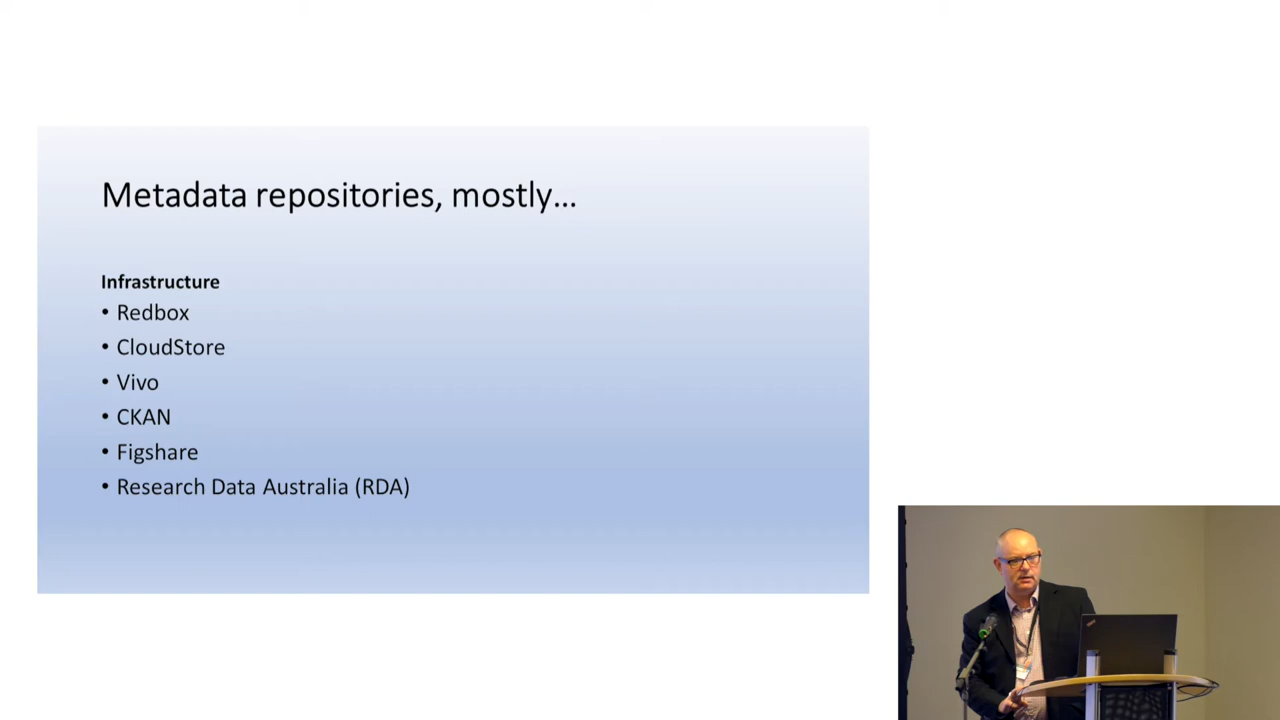 Metadata repositories, mostly...
Infrastructure
• Redbox
• CloudStore
• Vivo
• CKAN
• Figshare
• Research Data Australia (RDA)